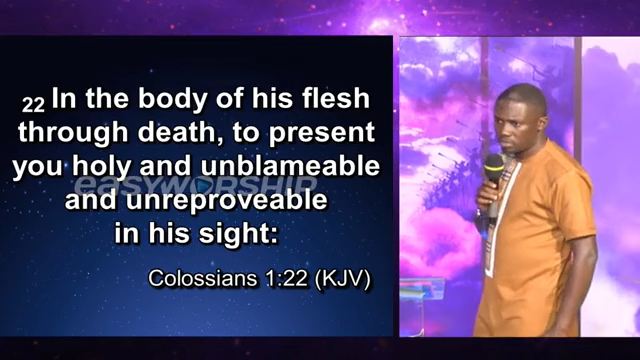 22 In the body of his flesh
through death, to present
you holy and unblameable
easyworship
and unreproveable
in his sight:
Colossians 1:22 (KJV)